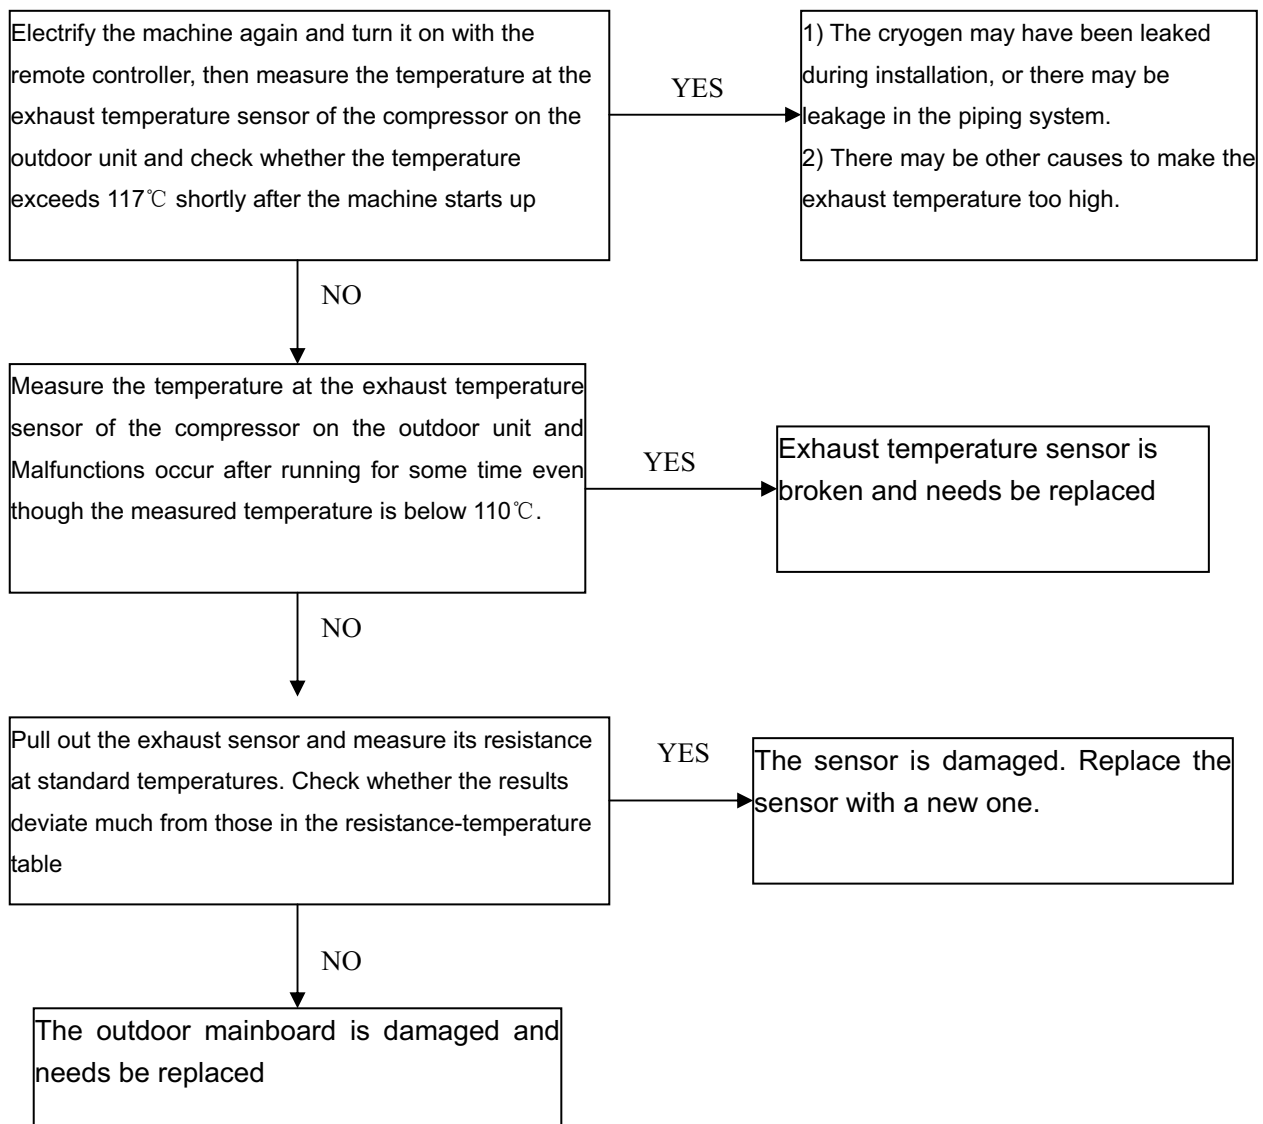 Electrify the machine again and turn it on with the
remote controller, then measure the temperature at the
exhaust temperature sensor of the compressor on the
outdoor unit and check whether the temperature
exceeds 117℃ shortly after the machine starts up
YES
1) The cryogen may have been leaked
during installation, or there may be
leakage in the piping system.
2) There may be other causes to make the
exhaust temperature too high.
NO
Measure the temperature at the exhaust temperature
sensor of the compressor on the outdoor unit and
Malfunctions occur after running for some time even
though the measured temperature is below 110℃.
YES
Exhaust temperature sensor is
broken and needs be replaced
NO
Pull out the exhaust sensor and measure its resistance
at standard temperatures. Check whether the results
deviate much from those in the resistance-temperature
table
YES
The sensor is damaged. Replace the
sensor with a new one.
NO
The outdoor mainboard is damaged and
needs be replaced